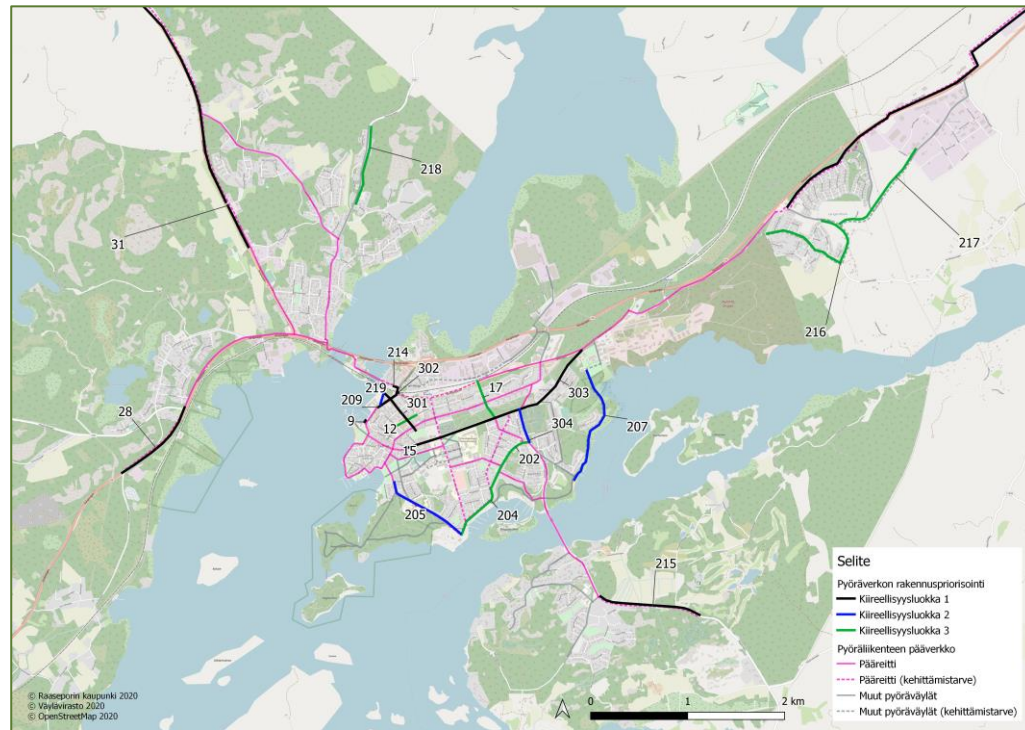 218
31
217
216
214
302
219
301
17
209
303
28
9
12
304
207
15
202
205
204
215
Selite
Pyöräverkon rakennuspriorisointi
Kiireellisyysluokka 1
Kiireellisyysluokka 2
Kiireellisyysluokka 3
Pyöräliikenteen pääverkko
Pääreitti
Pääreitti (kehittämistarve)
Muut pyöräväylät
Muut pyöräväylät (kehittämistarve)
© Raaseporin kaupunki 2020
© Väylävirasto 2020
© OpenStreetMap 2020
0 1 2 km